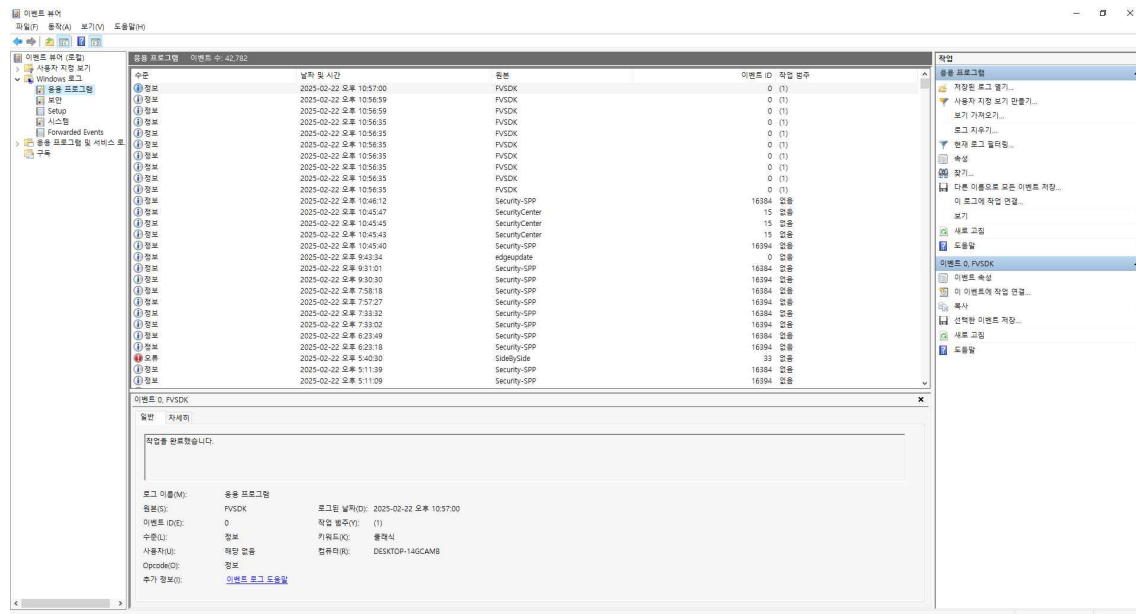 이벤트 뷰어
파일(F) 동작(A) 보기(V) 도움말(H)
이벤트 뷰어 (로컬)
사용자 지정 보기
Windows 로그
응용 프로그램
보안
Setup
시스템
Forwarded Events
응용 프로그램 및 서비스 로
구독
응용 프로그램 이벤트 수: 42,782
수준 날짜 및 시간 원본 이벤트 ID 작업 범주
정보 2025-02-22 오후 10:57:00 FVSDK 0 (1)
정보 2025-02-22 오후 10:56:59 FVSDK 0 (1)
정보 2025-02-22 오후 10:56:59 FVSDK 0 (1)
정보 2025-02-22 오후 10:56:35 FVSDK 0 (1)
정보 2025-02-22 오후 10:56:35 FVSDK 0 (1)
정보 2025-02-22 오후 10:56:35 FVSDK 0 (1)
정보 2025-02-22 오후 10:56:35 FVSDK 0 (1)
정보 2025-02-22 오후 10:56:35 FVSDK 0 (1)
정보 2025-02-22 오후 10:56:35 FVSDK 0 (1)
정보 2025-02-22 오후 10:56:35 FVSDK 0 (1)
정보 2025-02-22 오후 10:46:12 Security-SPP 16384 없음
정보 2025-02-22 오후 10:45:47 SecurityCenter 15 없음
정보 2025-02-22 오후 10:45:45 SecurityCenter 15 없음
정보 2025-02-22 오후 10:45:43 SecurityCenter 15 없음
정보 2025-02-22 오후 10:45:40 Security-SPP 16394 없음
정보 2025-02-22 오후 9:43:34 edgeupdate 0 없음
정보 2025-02-22 오후 9:31:01 Security-SPP 16384 없음
정보 2025-02-22 오후 9:30:30 Security-SPP 16394 없음
정보 2025-02-22 오후 7:58:18 Security-SPP 16384 없음
정보 2025-02-22 오후 7:57:27 Security-SPP 16394 없음
정보 2025-02-22 오후 7:33:32 Security-SPP 16384 없음
정보 2025-02-22 오후 7:33:02 Security-SPP 16394 없음
정보 2025-02-22 오후 6:23:49 Security-SPP 16384 없음
정보 2025-02-22 오후 6:23:18 Security-SPP 16394 없음
오류 2025-02-22 오후 5:40:30 SideBySide 33 없음
정보 2025-02-22 오후 5:11:39 Security-SPP 16384 없음
정보 2025-02-22 오후 5:11:09 Security-SPP 16394 없음
이벤트 0, FVSDK
일반 자세히
작업을 완료했습니다.
로그 이름(M): 응용 프로그램
원본(S): FVSDK 로그된 날짜(D): 2025-02-22 오후 10:57:00
이벤트 ID(E): 0 작업 범주(Y): (1)
수준(L): 정보 키워드(K): 클래식
사용자(U): 해당 없음 컴퓨터(R): DESKTOP-14GCAMB
Opcode(O): 정보
추가 정보(I): 이벤트 로그 도움말
작업
응용 프로그램
저장된 로그 열기...
사용자 지정 보기 만들기...
보기 가져오기...
로그 지우기...
현재 로그 필터링...
속성
찾기...
다른 이름으로 모든 이벤트 저장...
이 로그에 작업 연결...
보기
새로 고침
도움말
이벤트 0, FVSDK
이벤트 속성
이 이벤트에 작업 연결...
복사
선택한 이벤트 저장...
새로 고침
도움말